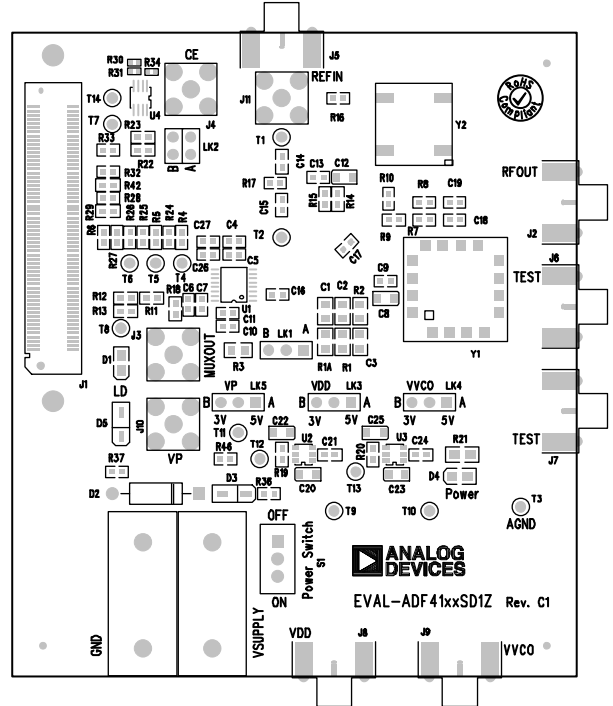 R30
R34
R31
CE
J5
REFIN
T14
U4
J4
J11
R16
Y2
RoHS
Compliant
T7
R23
T1
R33
R22
LK2
B
A
C14
C13
C12
RFOUT
R32
R42
R28
R17
R10
R8
C19
R29
C15
R15
R14
R6
R26
R25
R5
R24
R4
C27
C4
T2
R9
R7
C18
J2
R27
C26
C5
C17
J6
T6
T5
T4
TEST
C9
R12
R18
C6
C7
C16
C1
C2
R2
C8
R13
R11
U1
C11
C10
T8
J3
MUXOUT
B
LK1
A
Y1
D1
R3
R1A
R1
C3
J1
LD
VP
LK5
VDD
LK3
VVCO
LK4
B
A
B
A
B
A
D5
J10
3V
5V
3V
5V
3V
5V
T11
C22
C25
TEST
VP
T12
U2
C21
U3
C24
R21
J7
R37
R46
R19
R20
D4
D3
C20
T13
C23
Power
D2
R36
T9
T10
T3
AGND
OFF
Power Switch
S1
ON
ANALOG
DEVICES
EVAL-ADF41xxSD1Z Rev. C1
GND
VSUPPLY
VDD
J8
J9
VVCO